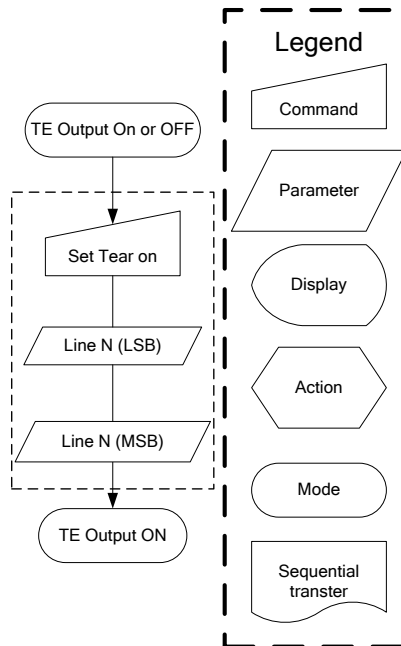 TE Output On or OFF
Set Tear on
Line N (LSB)
Line N (MSB)
TE Output ON
Legend
Command
Parameter
Display
Action
Mode
Sequential
transter